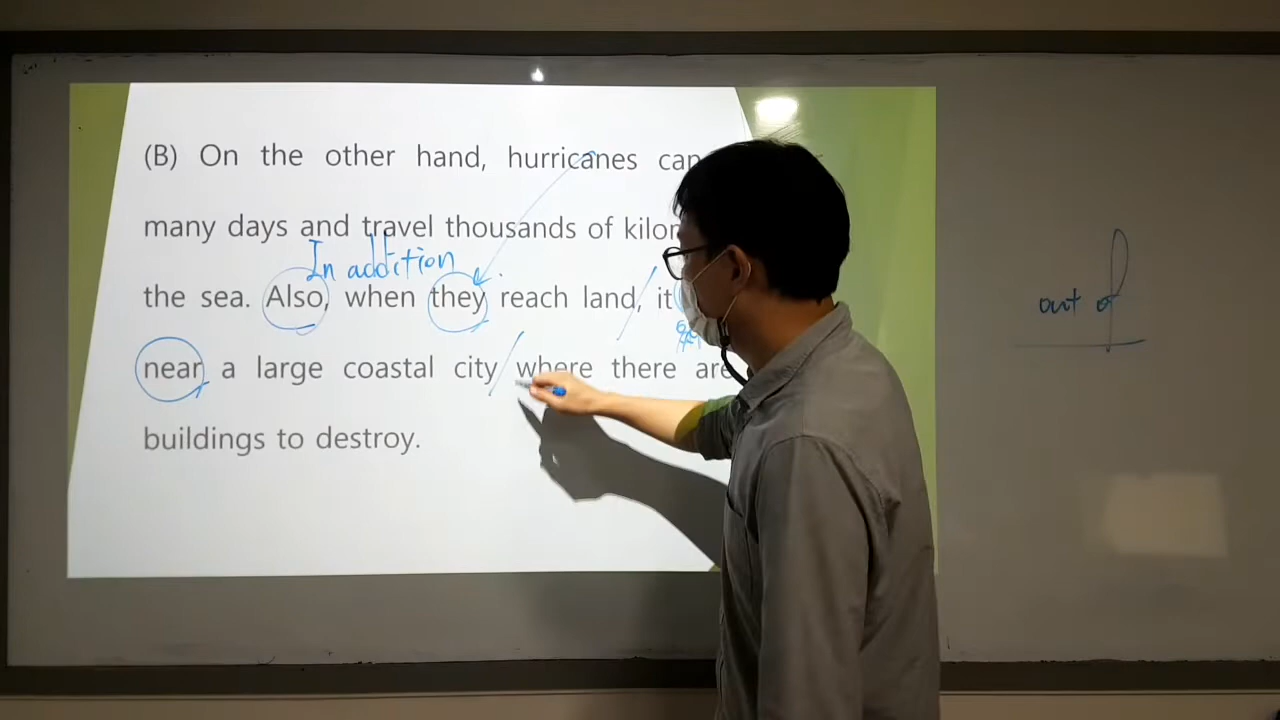 (B) On the other hand, hurricanes can
many days and travel thousands of
In addition
the sea. Also, when they reach land, it
near a large coastal city where there are
buildings to destroy.
out of